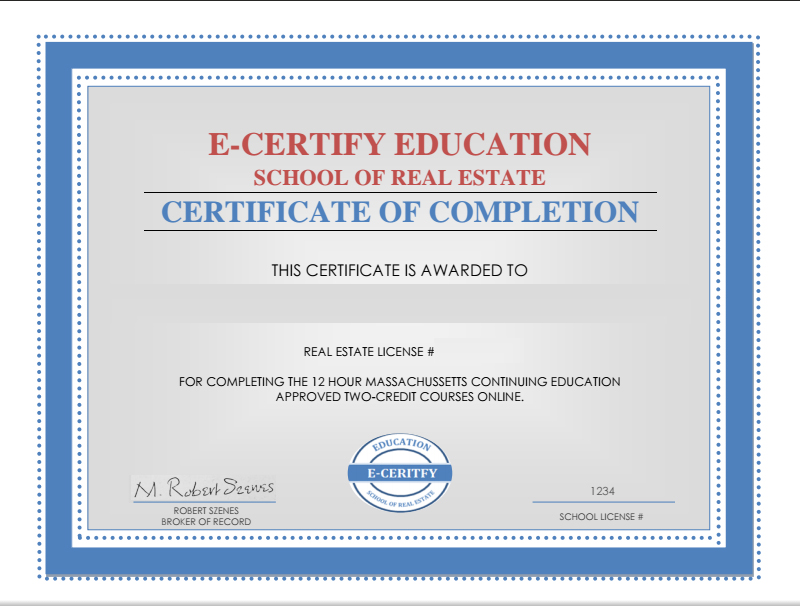 E-CERTIFY EDUCATION
SCHOOL OF REAL ESTATE
CERTIFICATE OF COMPLETION
THIS CERTIFICATE IS AWARDED TO
REAL ESTATE LICENSE #
FOR COMPLETING THE 12 HOUR MASSACHUSSETTS CONTINUING EDUCATION
APPROVED TWO-CREDIT COURSES ONLINE.
EDUCATION
E-CERITFY
SCHOOL OF REAL ESTATE
M. Robert Szenes
ROBERT SZENES
BROKER OF RECORD
1234
SCHOOL LICENSE #